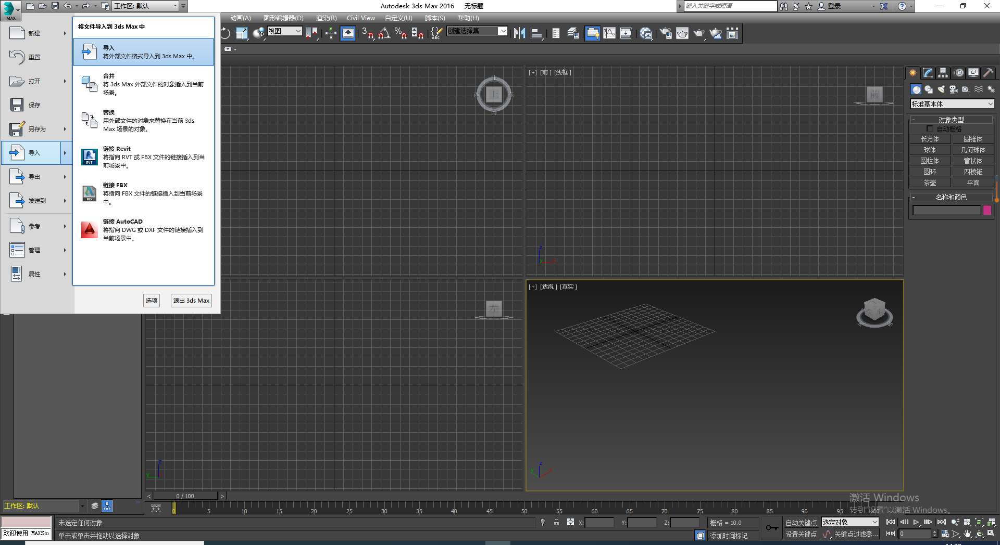 MAX
工作区: 默认
Autodesk 3ds Max 2016
无标题
键入关键字或短语
登录
动画(A)
图形编辑器(D)
渲染(R)
Civil View
自定义(U)
脚本(S)
帮助(H)
视图
创建选择集
新建
重置
打开
保存
另存为
导入
导出
发送到
参考
管理
属性
将文件导入到 3ds Max 中
导入
将外部文件格式导入到 3ds Max 中。
合并
将 3ds Max 外部文件的对象插入到当前
场景。
替换
用外部文件的对象来替换在当前 3ds
Max 场景的对象。
链接 Revit
将指向 RVT 或 FBX 文件的链接插入到当
前场景中。
链接 FBX
将指向 FBX 文件的链接插入到当前场景
中。
链接 AutoCAD
将指向 DWG 或 DXF 文件的链接插入到
当前场景中。
选项
退出 3ds Max
[+] [前] [线框]
[+] [透视] [真实]
上
北
南
前
左
标准基本体
对象类型
自动栅格
长方体
圆锥体
球体
几何球体
圆柱体
管状体
圆环
四棱锥
茶壶
平面
名称和颜色
0 / 100
工作区: 默认
0 5 10 15 20 25 30 35 40 45 50 55 60 65 70 75 80 85 90 95 100
激活 Windows
转到"设置"以激活 Windows。
未选定任何对象
X:
Y:
Z:
栅格 = 10.0
自动关键点
选定对象
欢迎使用 MAXSc
单击或单击并拖动以选择对象
添加时间标记
设置关键点
关键点过滤器...
0